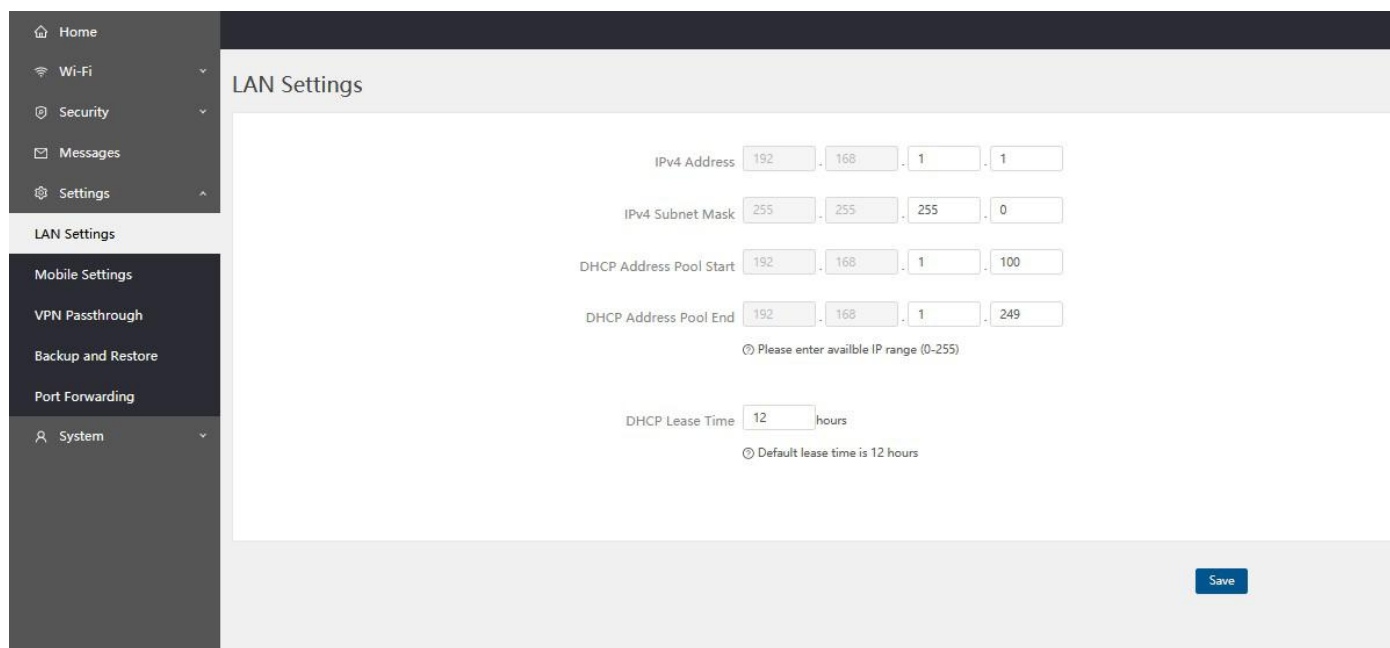 Home
Wi-Fi
LAN Settings
Security
Messages
IPv4 Address 192 . 168 . 1 . 1
Settings
IPv4 Subnet Mask 255 . 255 . 255 . 0
LAN Settings
DHCP Address Pool Start 192 . 168 . 1 . 100
Mobile Settings
VPN Passthrough
DHCP Address Pool End 192 . 168 . 1 . 249
Please enter availble IP range (0-255)
Backup and Restore
Port Forwarding
DHCP Lease Time 12 hours
System
Default lease time is 12 hours
Save